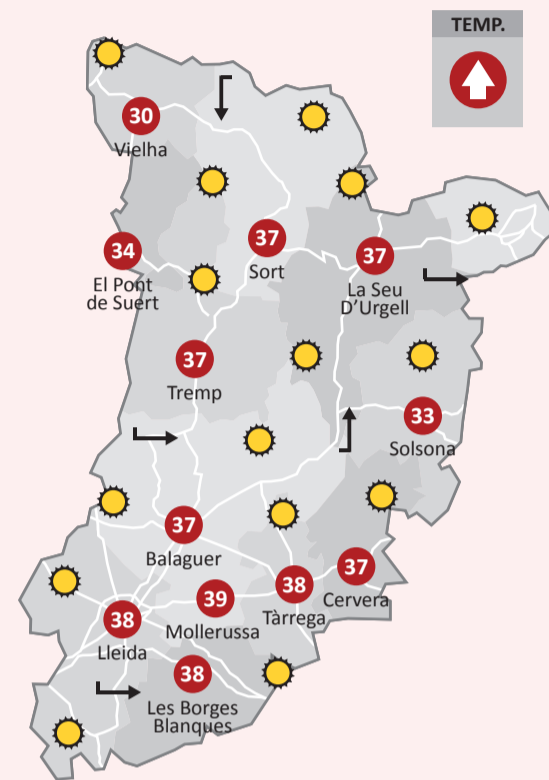 TEMP.
30
Vielha
34
El Pont
de Suert
37
Sort
37
La Seu
D'Urgell
37
Tremp
33
Solsona
37
Balaguer
39
Mollerussa
38
Tàrrega
37
Cervera
38
Lleida
38
Les Borges
Blanques